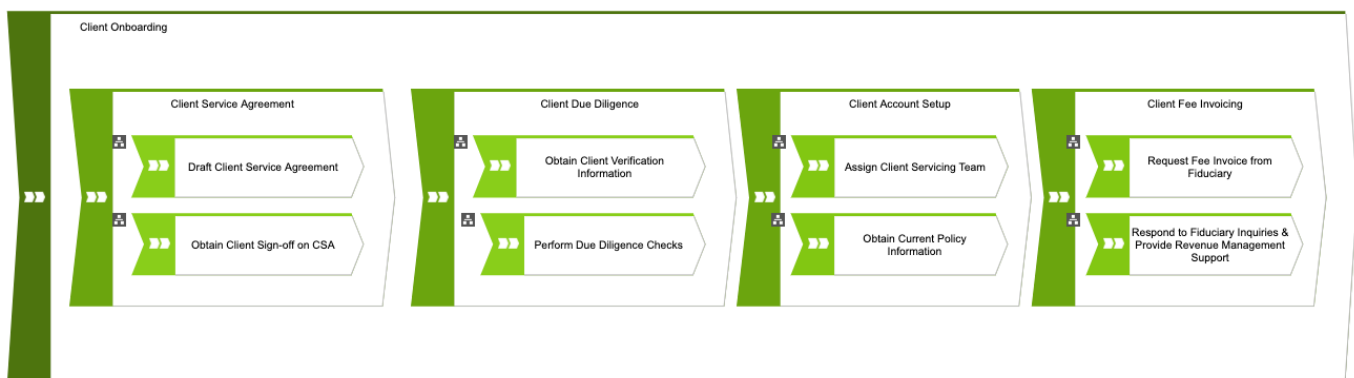 Client Onboarding
Client Service Agreement
Draft Client Service Agreement
Obtain Client Sign-off on CSA
Client Due Diligence
Obtain Client Verification
Information
Perform Due Diligence Checks
Client Account Setup
Assign Client Servicing Team
Obtain Current Policy
Information
Client Fee Invoicing
Request Fee Invoice from
Fiduciary
Respond to Fiduciary Inquiries &
Provide Revenue Management
Support